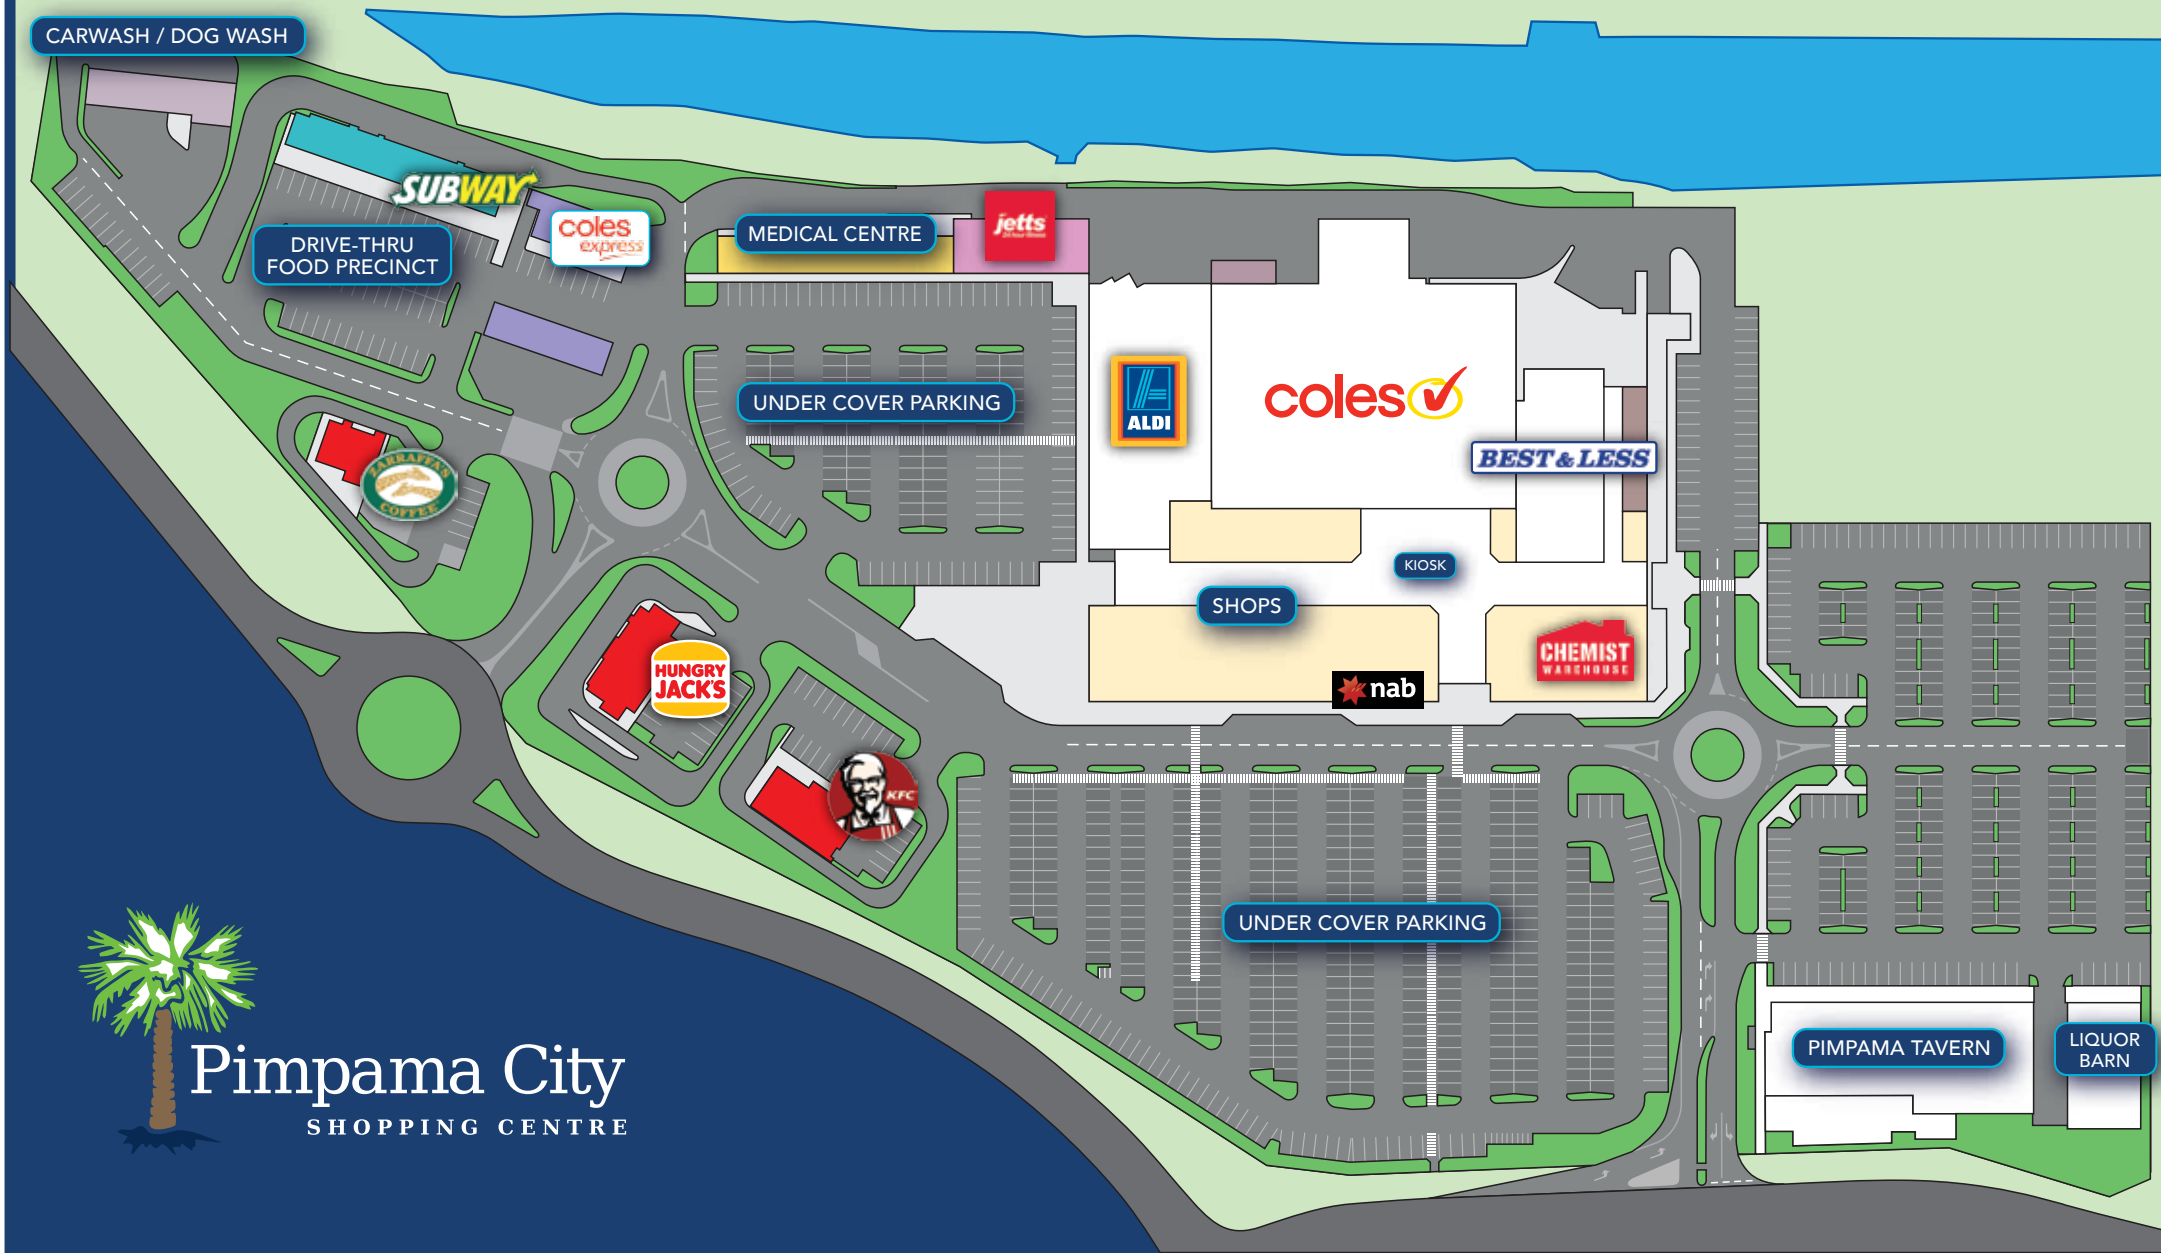 CARWASH / DOG WASH
SUBWAY
coles
express
DRIVE-THRU
FOOD PRECINCT
MEDICAL CENTRE
jetts
UNDER COVER PARKING
ALDI
coles
BEST & LESS
ZARRAFFA'S
COFFEE
KIOSK
SHOPS
CHEMIST
WAREHOUSE
nab
HUNGRY
JACK'S
KFC
UNDER COVER PARKING
PIMPAMA TAVERN
LIQUOR
BARN
Pimpama City
SHOPPING CENTRE